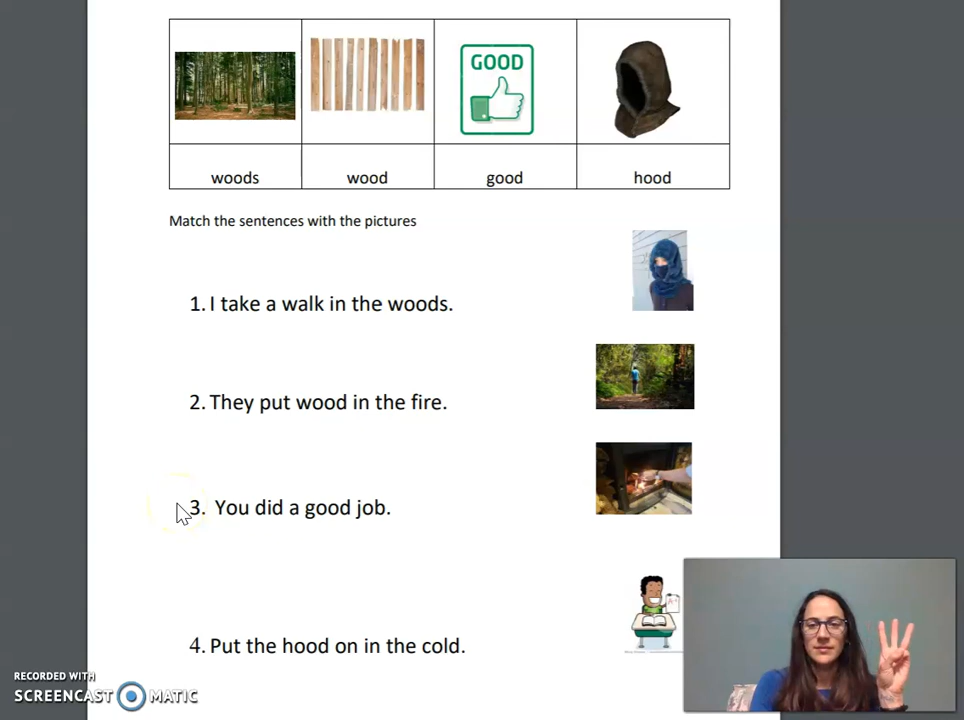 GOOD
woods wood good hood
Match the sentences with the pictures
1. I take a walk in the woods.
2. They put wood in the fire.
3. You did a good job.
A+
4. Put the hood on in the cold.
RECORDED WITH
SCREENCAST MATIC